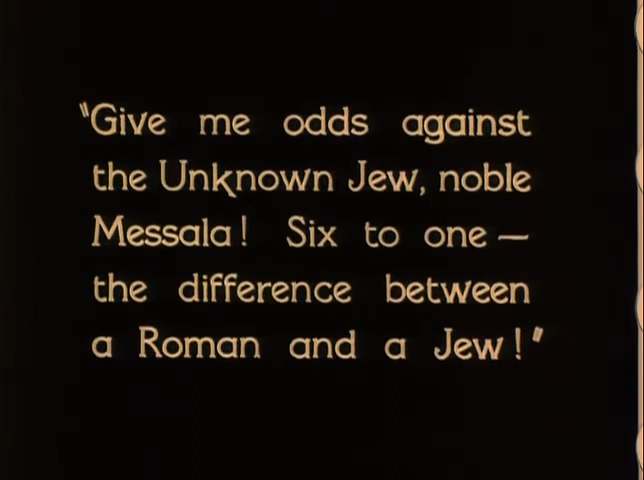 "Give me odds against
the Unknown Jew, noble
Messala! Six to one—
the difference between
a Roman and a Jew!"